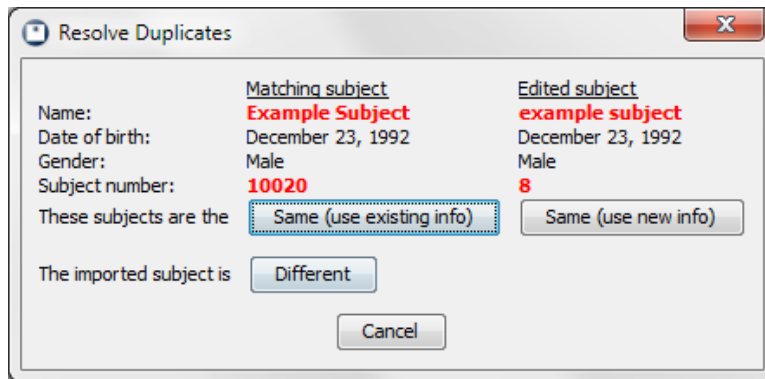 Resolve Duplicates
Matching subject Edited subject
Name: Example Subject example subject
Date of birth: December 23, 1992 December 23, 1992
Gender: Male Male
Subject number: 10020 8
These subjects are the Same (use existing info) Same (use new info)
The imported subject is Different
Cancel